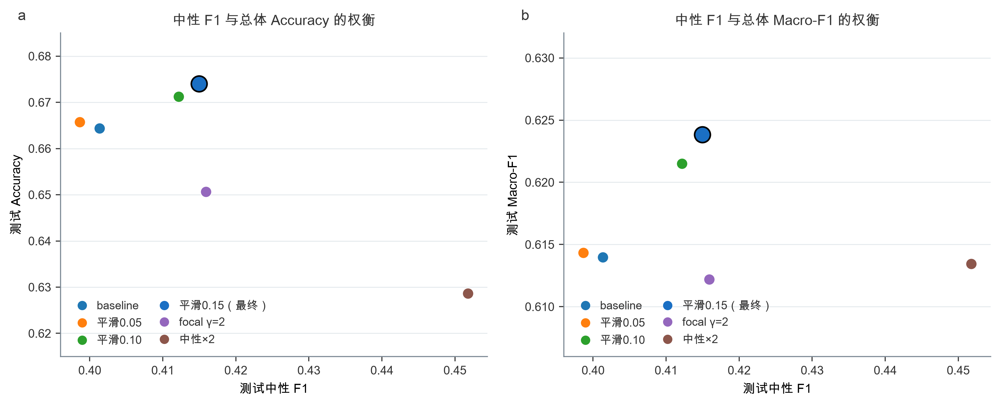 a
中性 F1 与总体 Accuracy 的权衡
0.68
0.67
0.66
0.65
0.64
0.63
0.62
测试 Accuracy
baseline
平滑0.05
平滑0.10
平滑0.15（最终）
focal γ=2
中性×2
0.40 0.41 0.42 0.43 0.44 0.45
测试中性 F1
b
中性 F1 与总体 Macro-F1 的权衡
0.630
0.625
0.620
0.615
0.610
测试 Macro-F1
baseline
平滑0.05
平滑0.10
平滑0.15（最终）
focal γ=2
中性×2
0.40 0.41 0.42 0.43 0.44 0.45
测试中性 F1